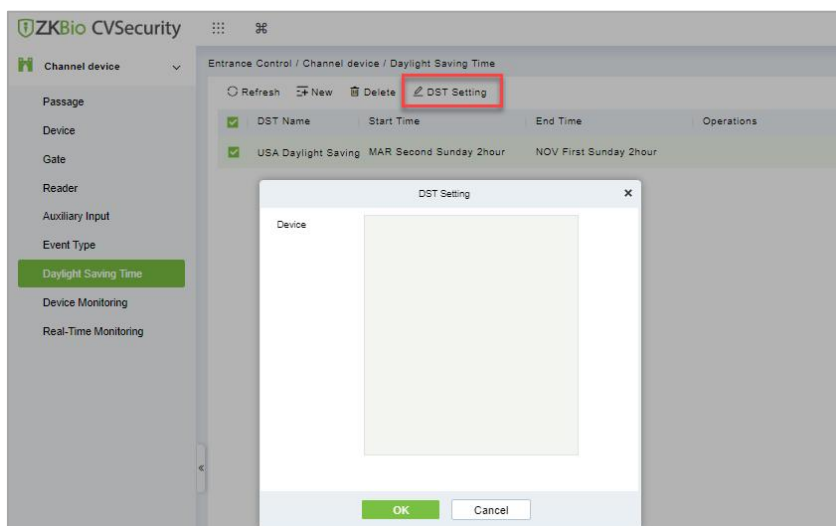 ZKBio CVSecurity
Channel device
Entrance Control / Channel device / Daylight Saving Time
Refresh New Delete DST Setting
DST Name Start Time End Time Operations
USA Daylight Saving MAR Second Sunday 2hour NOV First Sunday 2hour
Passage
Device
Gate
Reader
Auxiliary Input
Event Type
Daylight Saving Time
Device Monitoring
Real-Time Monitoring
DST Setting
Device
OK Cancel